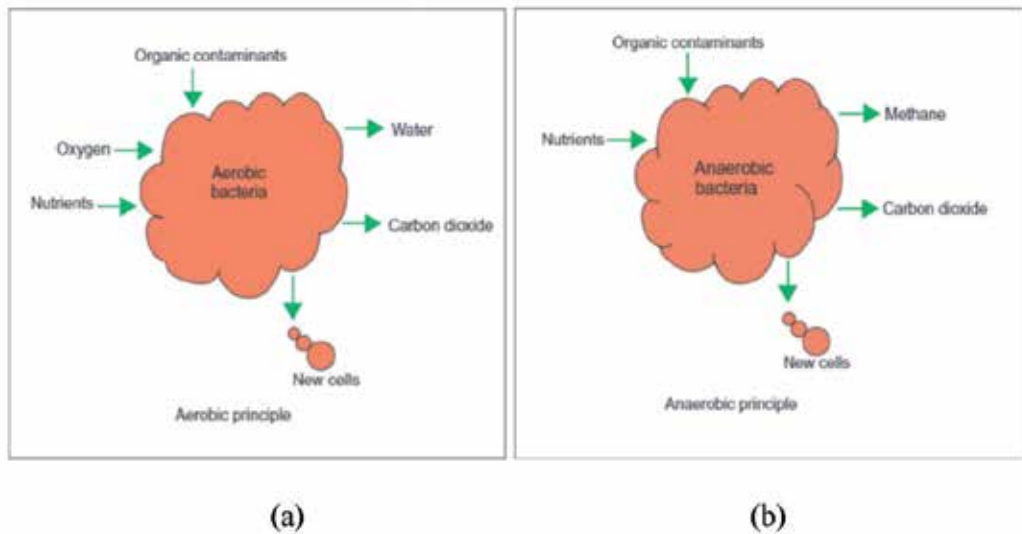 Organic contaminants
Oxygen
Nutrients
Aerobic
bacteria
Water
Carbon dioxide
New cells
Aerobic principle
(a)
Organic contaminants
Nutrients
Anaerobic
bacteria
Methane
Carbon dioxide
New cells
Anaerobic principle
(b)